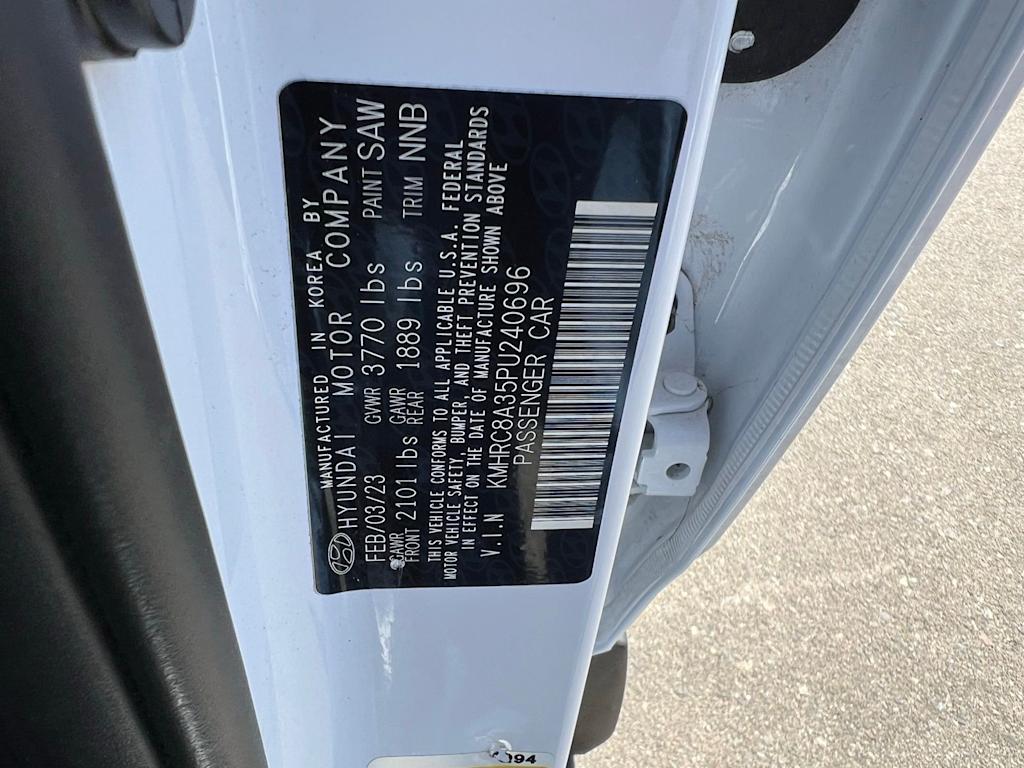 MANUFACTURED IN KOREA BY
HYUNDAI MOTOR COMPANY
FEB/03/23 GVWR 3770 lbs PAINT SAW
GAWR FRONT 2101 lbs GAWR REAR 1889 lbs TRIM NNB
THIS VEHICLE CONFORMS TO ALL APPLICABLE U.S.A. FEDERAL
MOTOR VEHICLE SAFETY, BUMPER, AND THEFT PREVENTION STANDARDS
IN EFFECT ON THE DATE OF MANUFACTURE SHOWN ABOVE
V.I.N KMHRC8A35PU240696
PASSENGER CAR